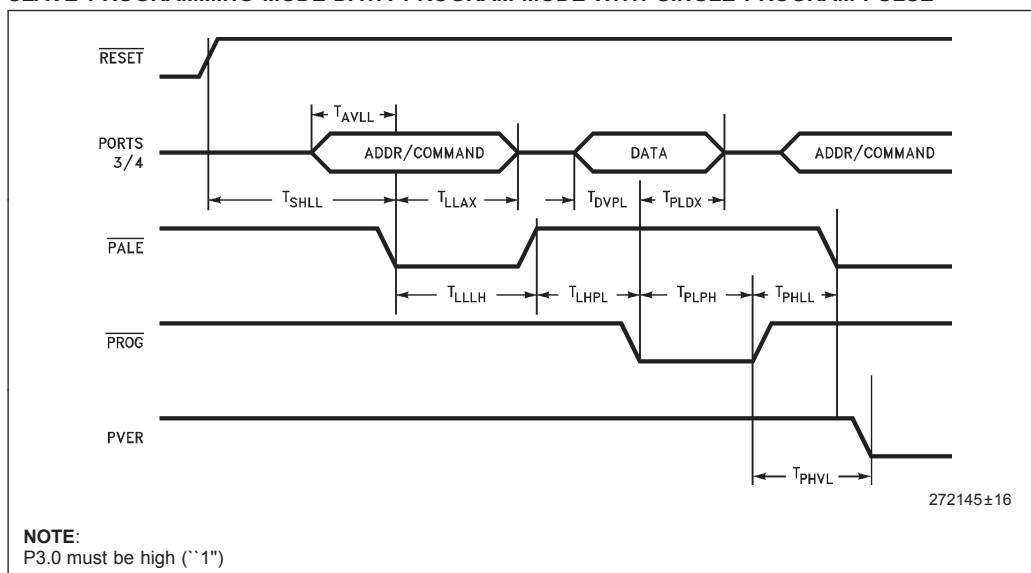 SLAVE PROGRAMMING MODE DATA PROGRAM MODE WITH SINGLE PROGRAM PULSE
RESET
PORTS
3/4
T_AVLL
ADDR/COMMAND
DATA
ADDR/COMMAND
T_SHLL
T_LLAX
T_DVPL
T_PLDX
PALE
T_LLLH
T_LHPL
T_PLPH
T_PHLL
PROG
PVER
T_PHVL
272145±16
NOTE:
P3.0 must be high (``1'')